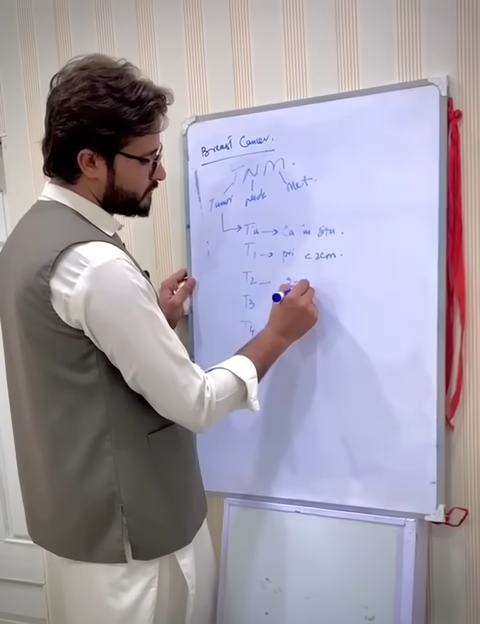 Breast Cancer.
TNM.
Tumor Node Met.
Tis → Ca in situ.
T1 → pri < 2cm.
T2 —
T3
T4